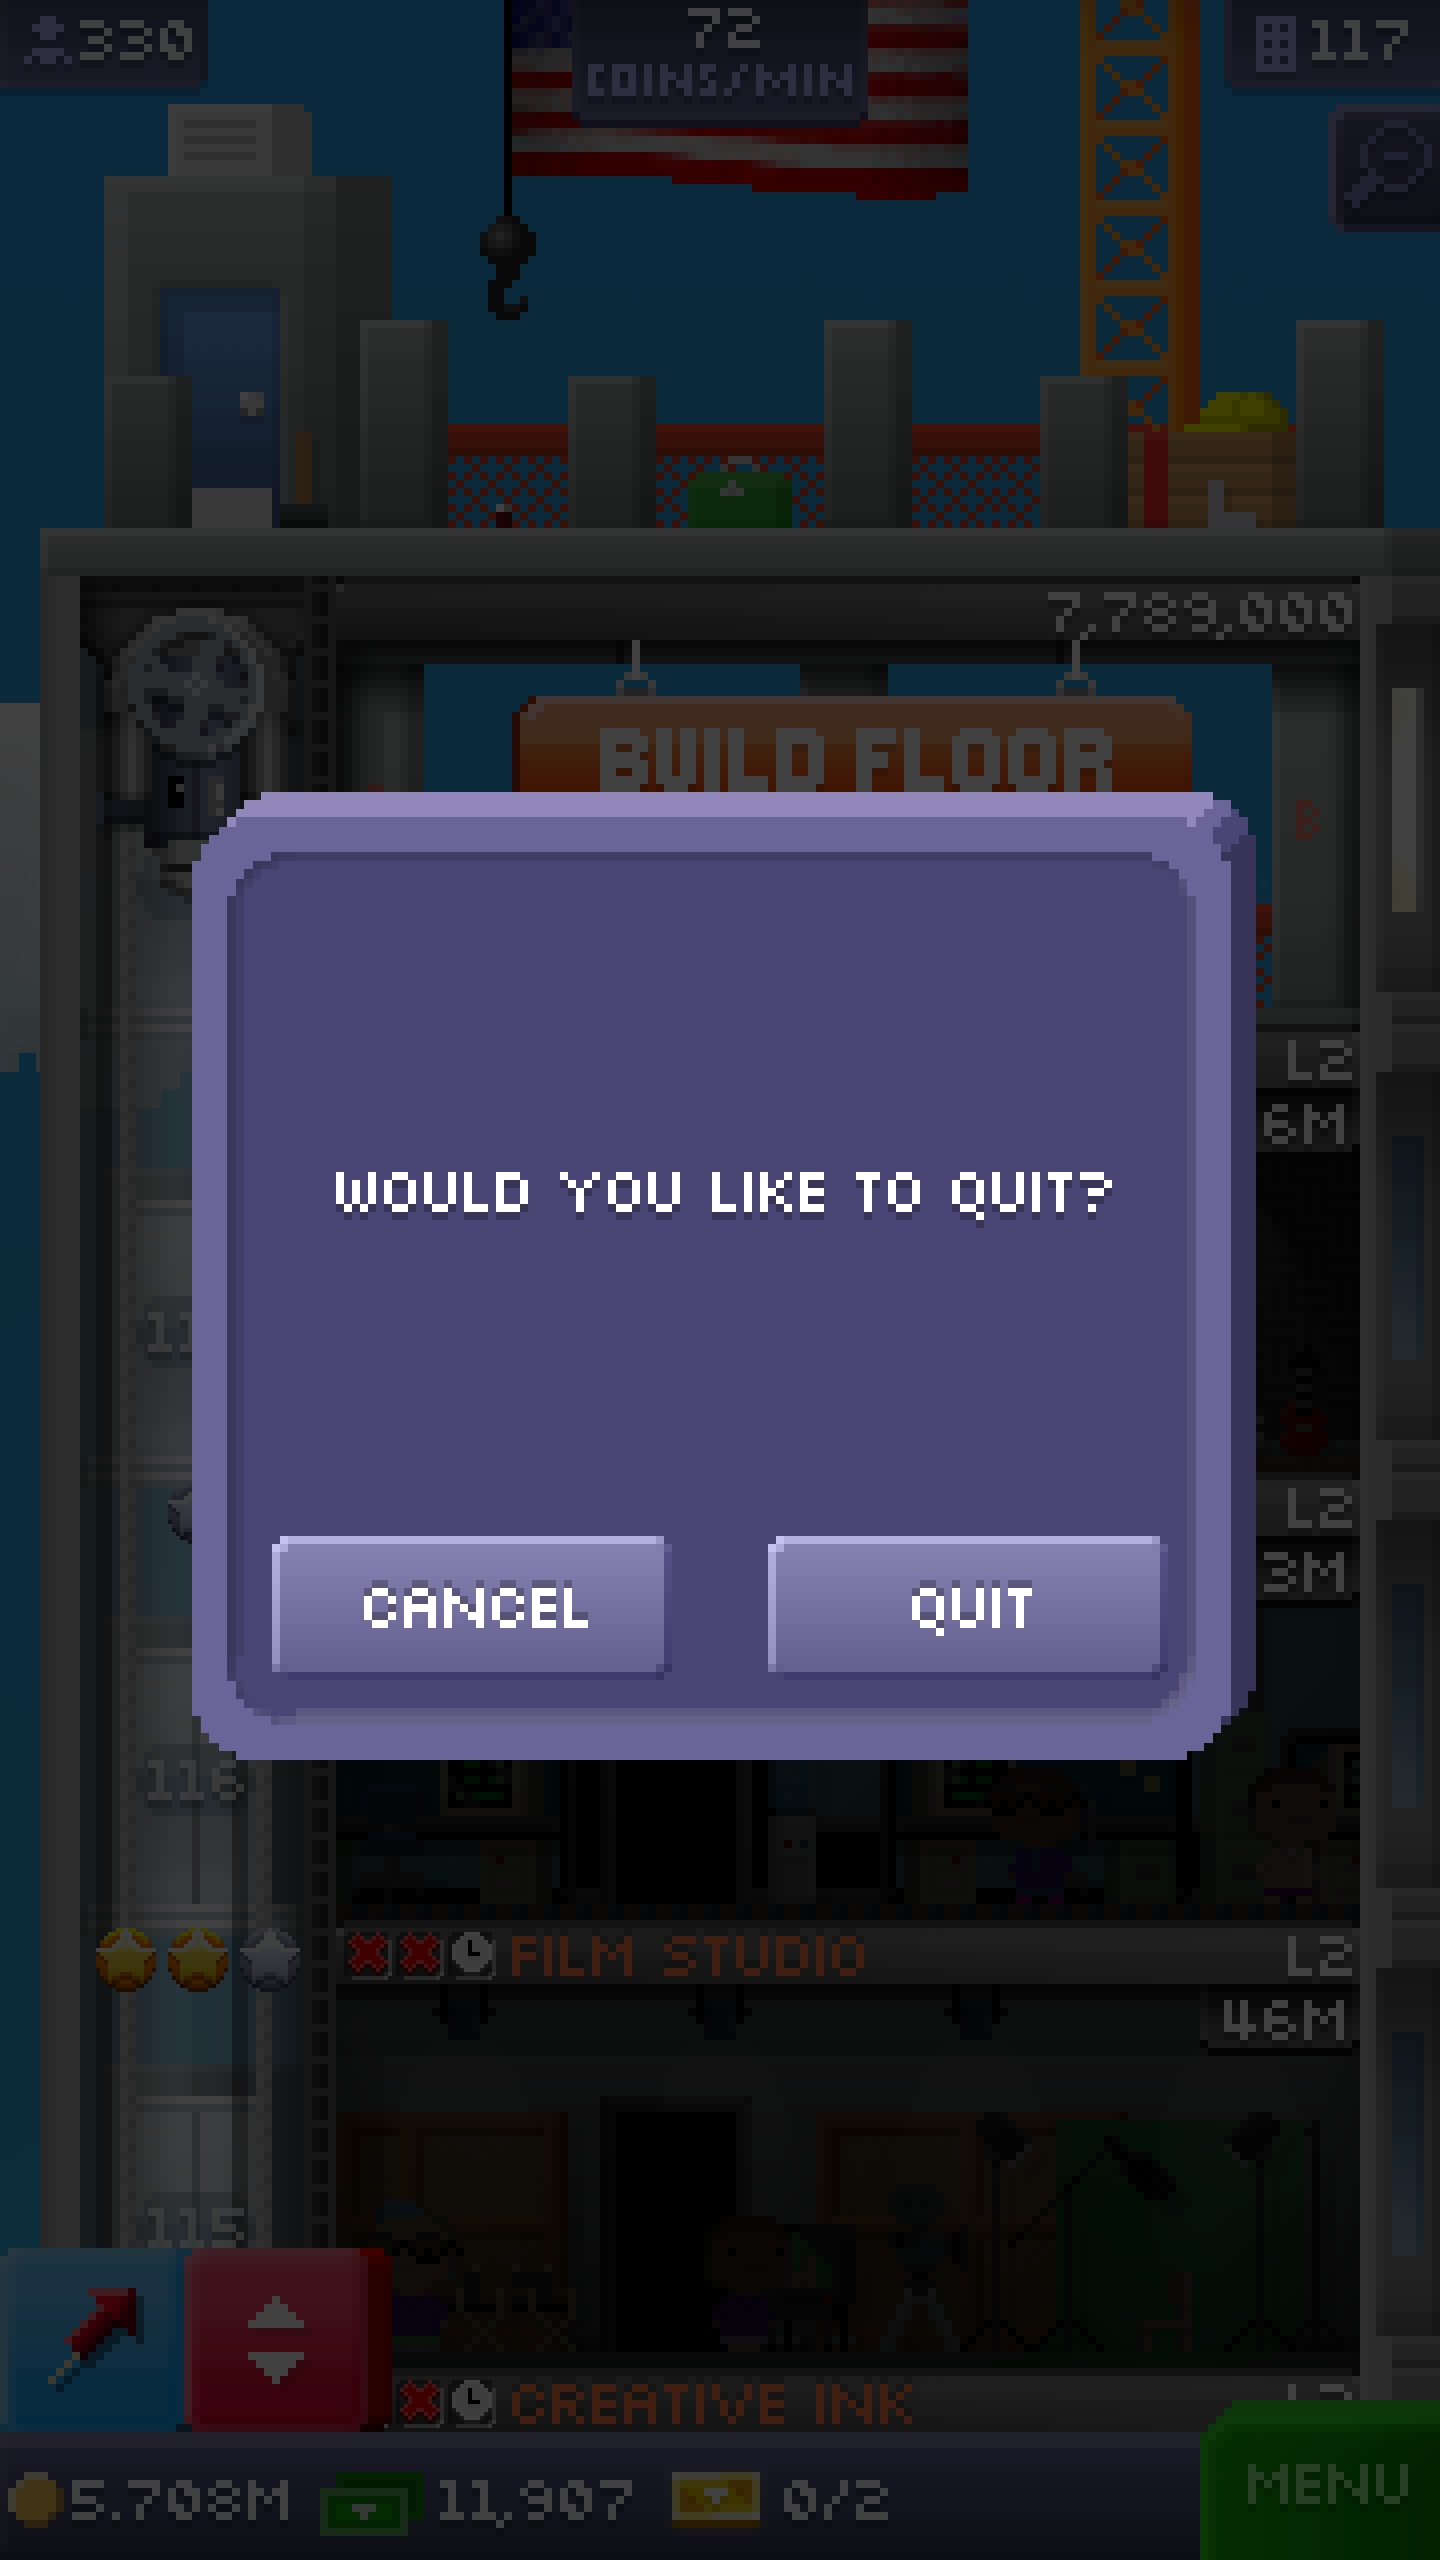 330
72
COINS/MIN
117
7,789,000
BUILD FLOOR
B
L2
6M
WOULD YOU LIKE TO QUIT?
L2
3M
CANCEL
QUIT
116
FILM STUDIO
L2
46M
115
CREATIVE INK
5.708M
11,907
0/2
MENU